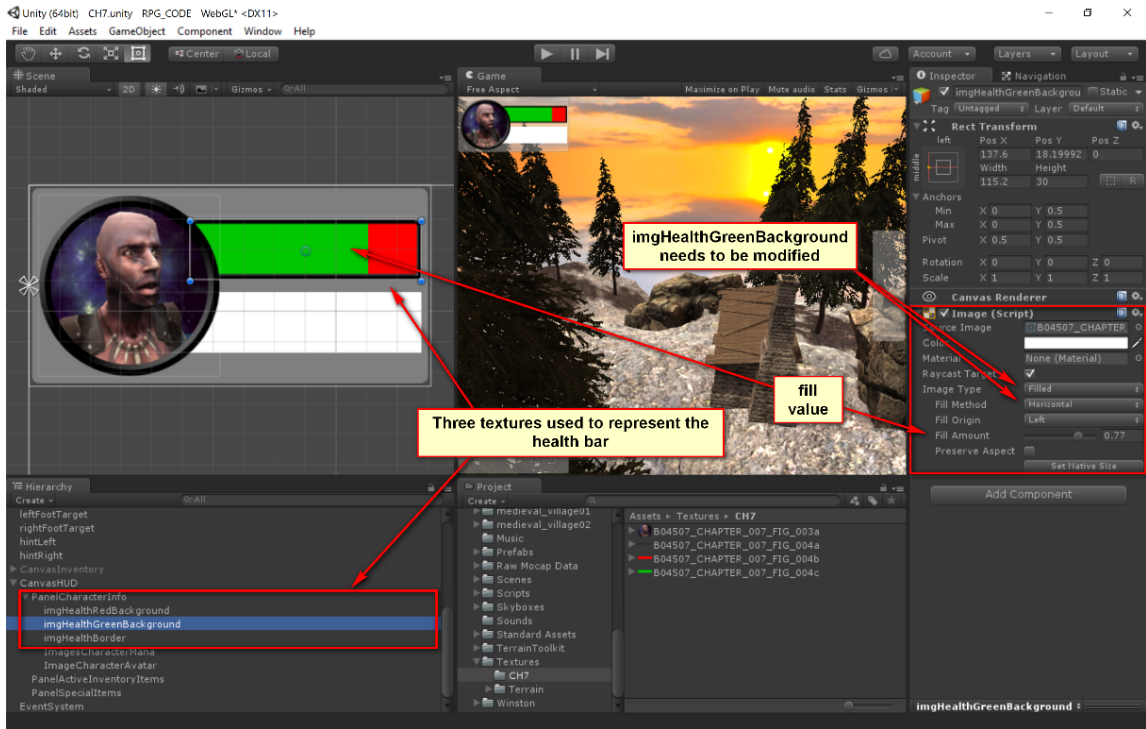 Unity (64bit) CH7.unity RPG_CODE WebGL* <DX11>
File Edit Assets GameObject Component Window Help
Center Local
Account Layers Layout
Scene
Shaded 2D Gizmos All
Game
Free Aspect Maximize on Play Mute audio Stats Gizmos
imgHealthGreenBackground
needs to be modified
fill
value
Three textures used to represent the
health bar
Inspector Navigation
imgHealthGreenBackgrou Static
Tag Untagged Layer Default
Rect Transform
left Pos X Pos Y Pos Z
middle 137.6 18.19992 0
Width Height
115.2 30 R
Anchors
Min X 0 Y 0.5
Max X 0 Y 0.5
Pivot X 0.5 Y 0.5
Rotation X 0 Y 0 Z 0
Scale X 1 Y 1 Z 1
Canvas Renderer
Image (Script)
Source Image B04507_CHAPTER
Color
Material None (Material)
Raycast Target
Image Type Filled
Fill Method Horizontal
Fill Origin Left
Fill Amount 0.77
Preserve Aspect
Set Native Size
Add Component
imgHealthGreenBackground
Hierarchy
Create All
leftFootTarget
rightFootTarget
hintLeft
hintRight
CanvasInventory
CanvasHUD
PanelCharacterInfo
imgHealthRedBackground
imgHealthGreenBackground
imgHealthBorder
ImagesCharacterMana
ImageCharacterAvatar
PanelActiveInventoryItems
PanelSpecialItems
EventSystem
Project
Create
medieval_village01
medieval_village02
Music
Prefabs
Raw Mocap Data
Scenes
Scripts
Skyboxes
Sounds
Standard Assets
TerrainToolkit
Textures
CH7
Terrain
Winston
Assets Textures CH7
B04507_CHAPTER_007_FIG_003a
B04507_CHAPTER_007_FIG_004a
B04507_CHAPTER_007_FIG_004b
B04507_CHAPTER_007_FIG_004c